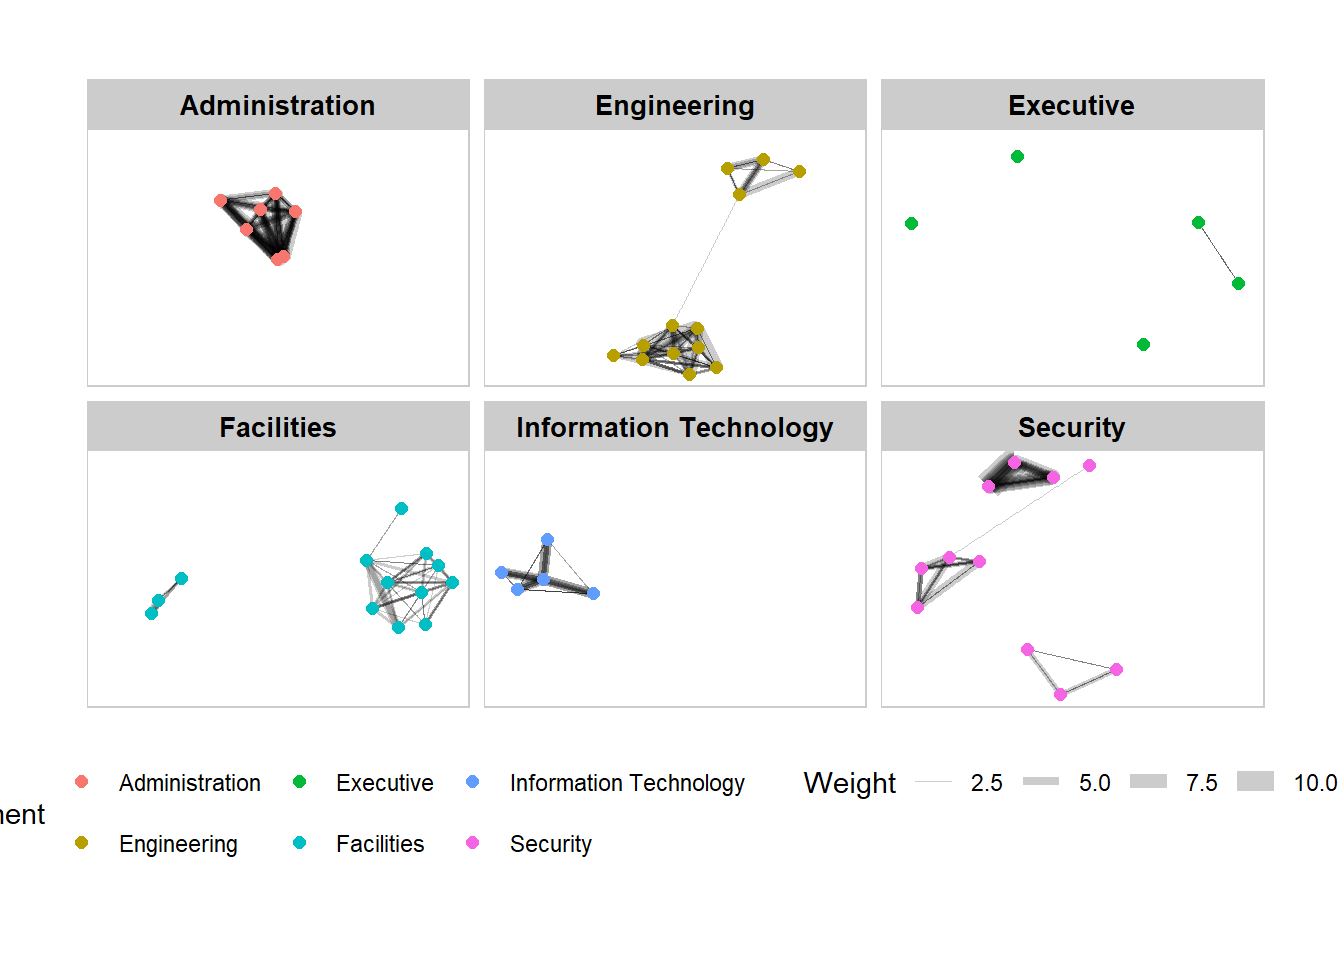 Administration
Engineering
Executive
Facilities
Information Technology
Security
Administration
Executive
Information Technology
Engineering
Facilities
Security
Weight
2.5
5.0
7.5
10.0